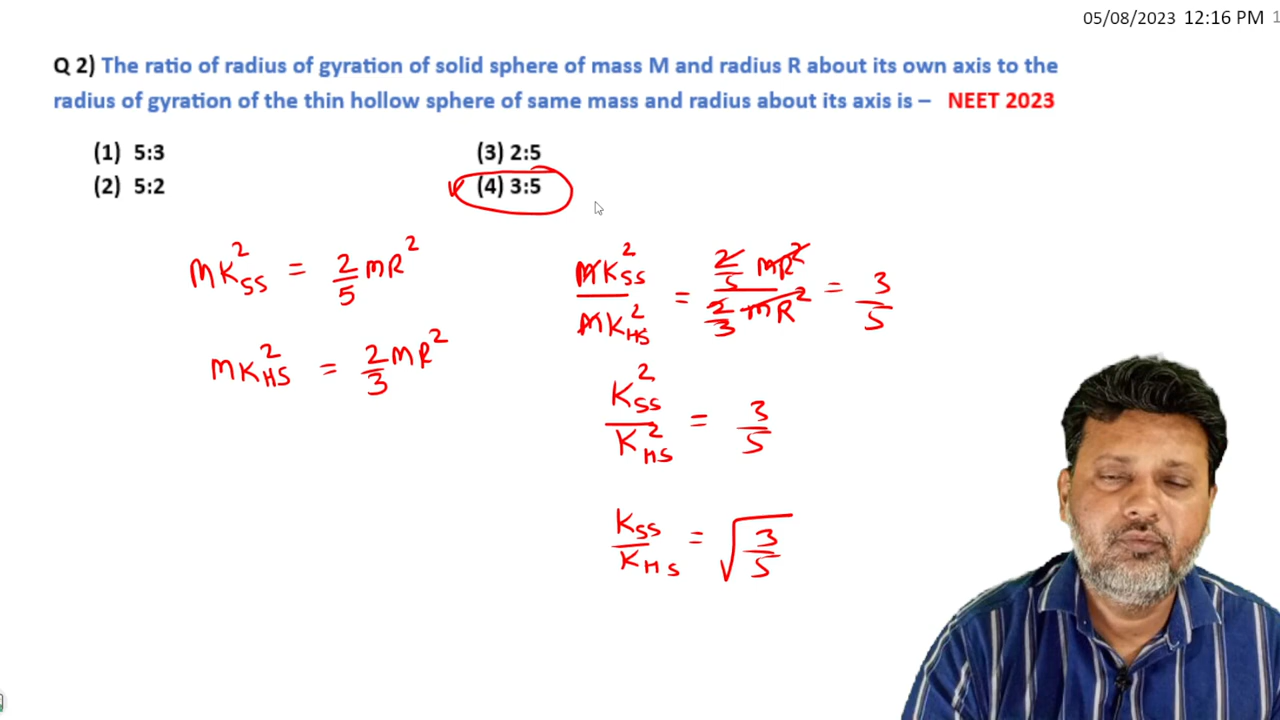 05/08/2023 12:16 PM 1
Q 2) The ratio of radius of gyration of solid sphere of mass M and radius R about its own axis to the
radius of gyration of the thin hollow sphere of same mass and radius about its axis is – NEET 2023
(1) 5:3
(2) 5:2
(3) 2:5
(4) 3:5
MK²SS = 2/5 MR²
MK²HS = 2/3 MR²
MK²SS / MK²HS = 2/5 MR² / 2/3 MR² = 3/5
K²SS / K²HS = 3/5
KSS / KHS = √3/5